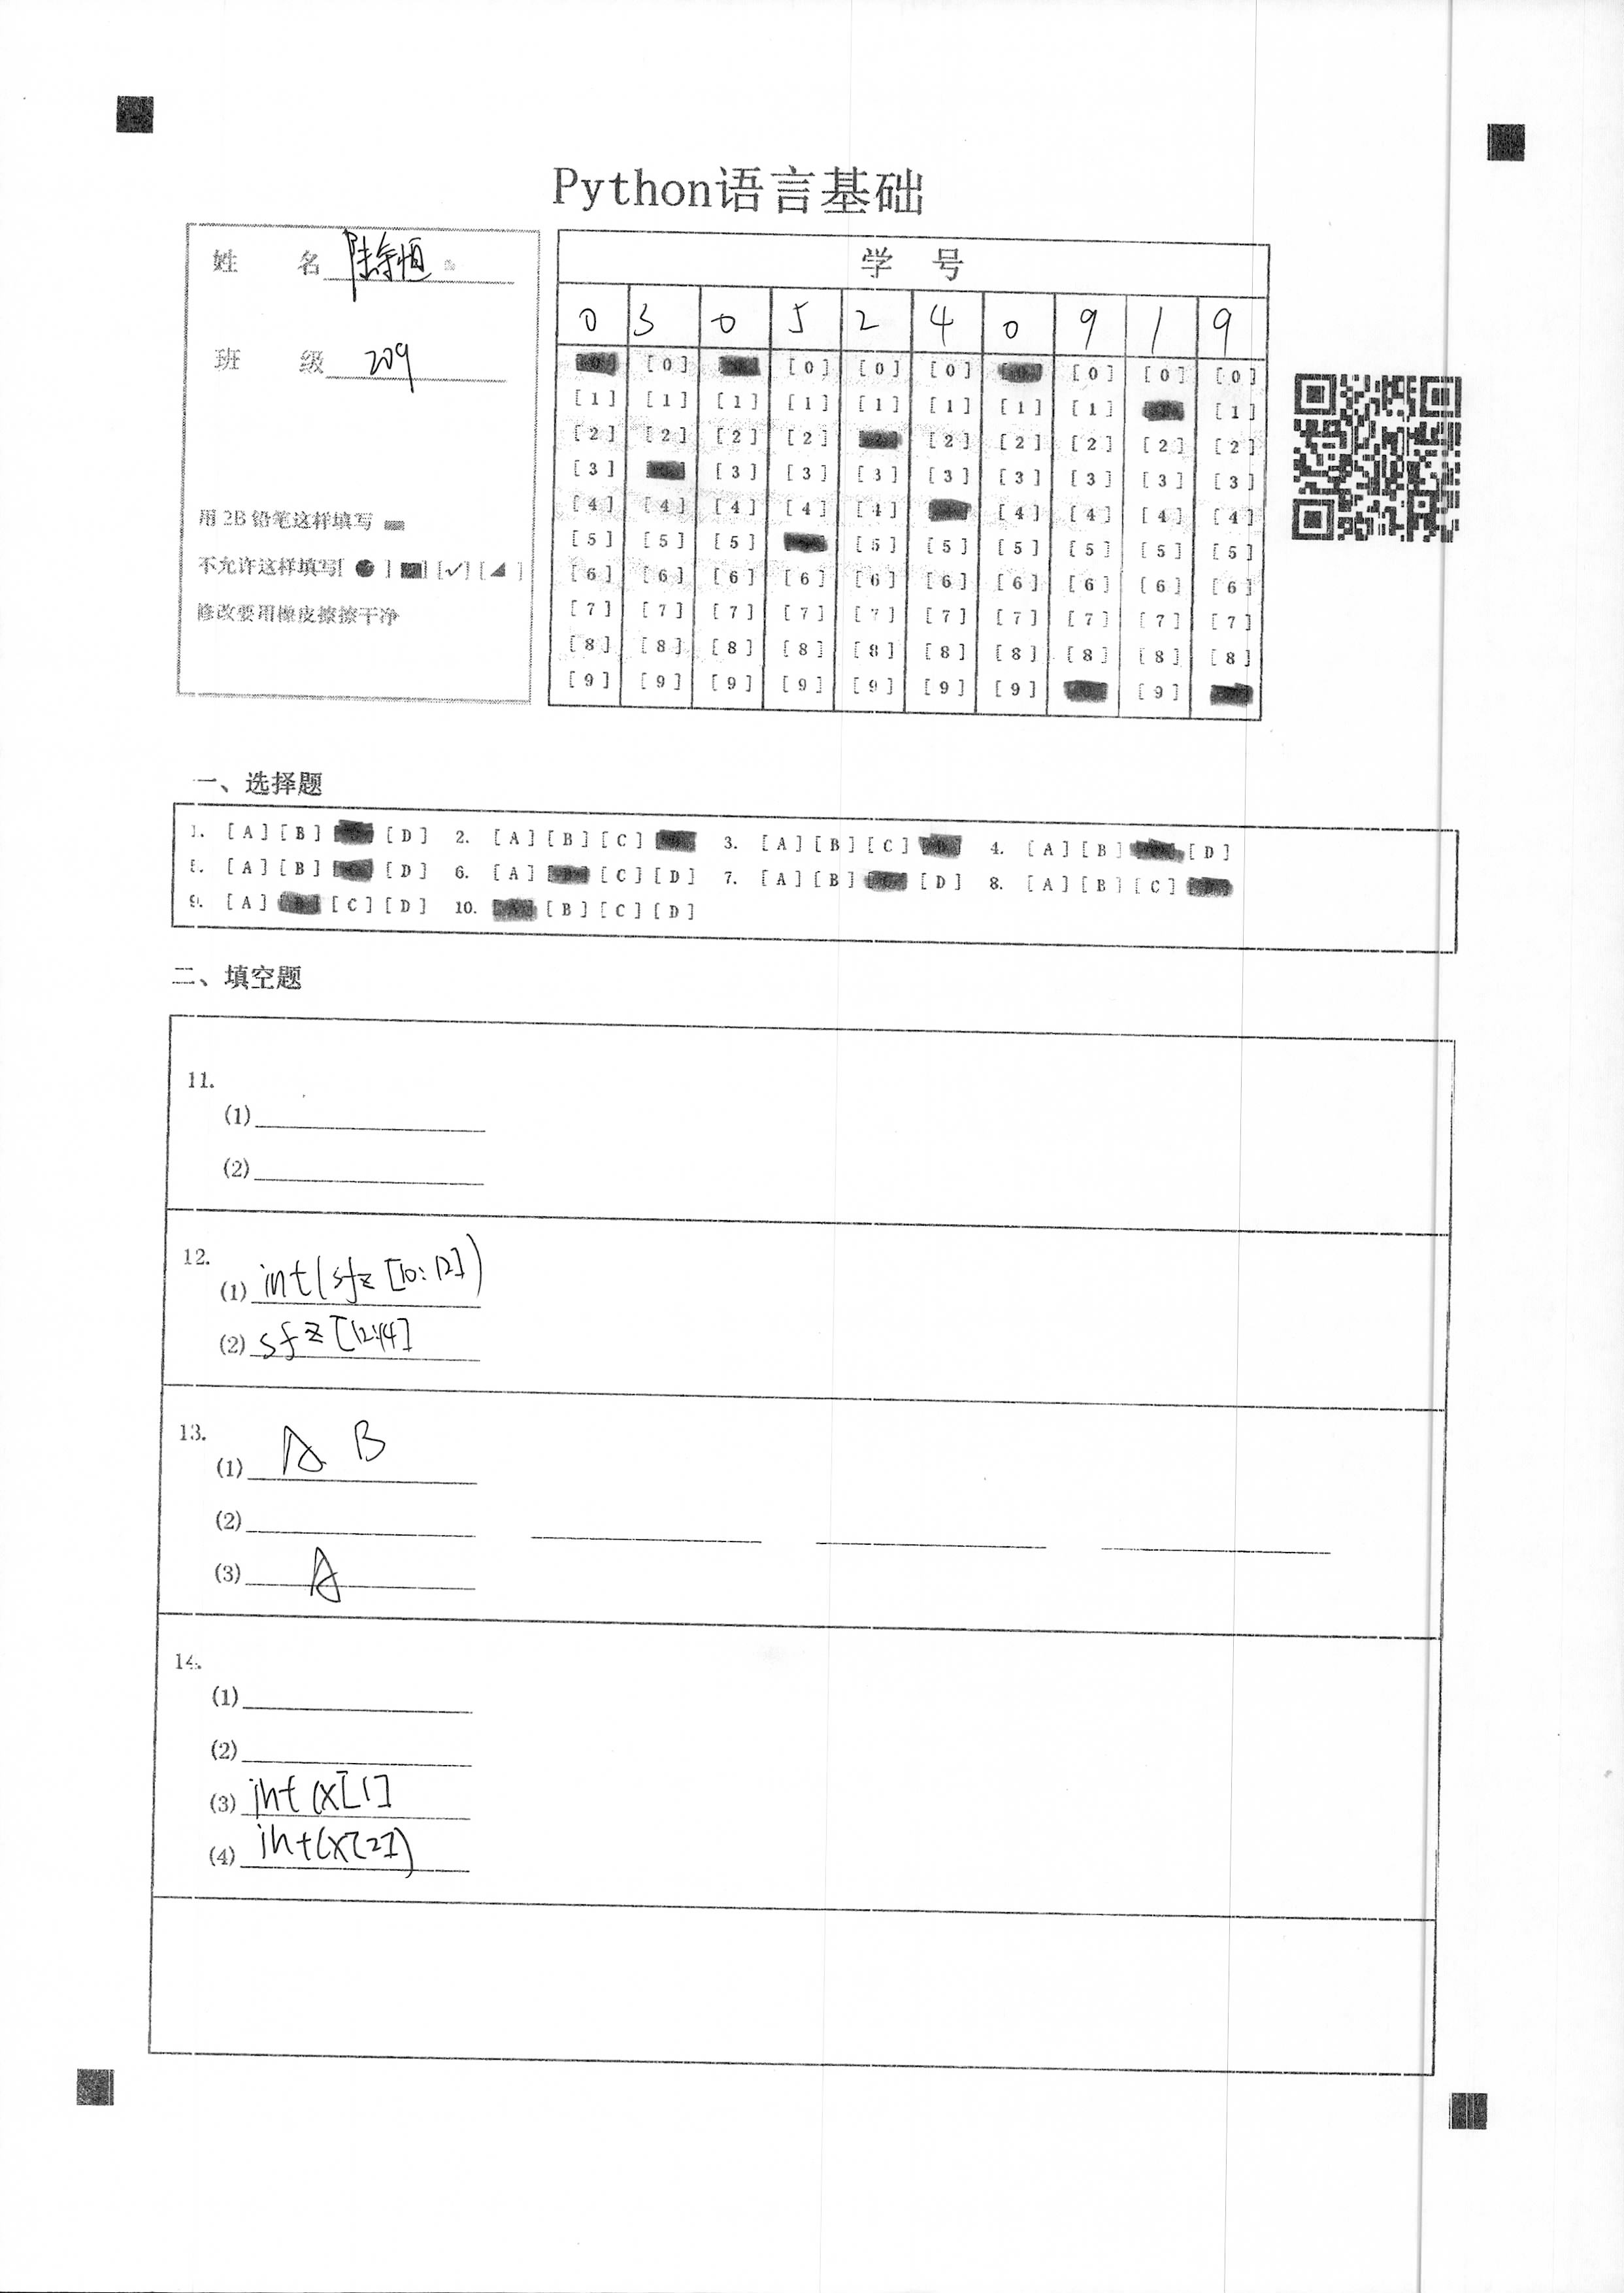 Python语言基础
姓 名 陆余恒
班 级 209
用 2B 铅笔这样填写
不允许这样填写[ ] [ ] [✓] [ ]
修改要用橡皮擦擦干净
学 号
0 3 0 5 2 4 0 9 1 9
[0] [0] [0] [0] [0] [0] [0]
[1] [1] [1] [1] [1] [1] [1] [1] [1]
[2] [2] [2] [2] [2] [2] [2] [2] [2]
[3] [3] [3] [3] [3] [3] [3] [3] [3]
[4] [4] [4] [4] [4] [4] [4] [4] [4]
[5] [5] [5] [5] [5] [5] [5] [5] [5]
[6] [6] [6] [6] [6] [6] [6] [6] [6] [6]
[7] [7] [7] [7] [7] [7] [7] [7] [7] [7]
[8] [8] [8] [8] [8] [8] [8] [8] [8] [8]
[9] [9] [9] [9] [9] [9] [9] [9]
一、选择题
1. [A] [B] [D] 2. [A] [B] [C] 3. [A] [B] [C] 4. [A] [B] [D]
5. [A] [B] [D] 6. [A] [C] [D] 7. [A] [B] [D] 8. [A] [B] [C]
9. [A] [C] [D] 10. [B] [C] [D]
二、填空题
11.
(1)
(2)
12.
(1) int(sfz[10:12])
(2) sfz[12:14]
13.
(1) A B
(2)
(3) A
14.
(1)
(2)
(3) int(x[1]
(4) int(x[2])